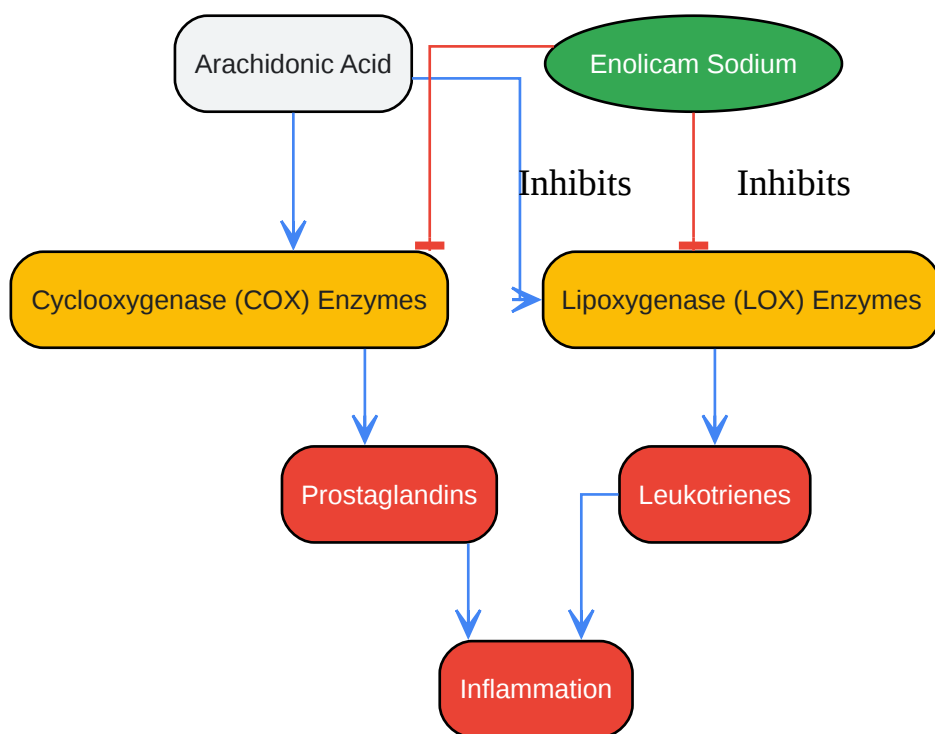 Arachidonic Acid
Enolicam Sodium
Inhibits
Inhibits
Cyclooxygenase (COX) Enzymes
Lipoxygenase (LOX) Enzymes
Prostaglandins
Leukotrienes
Inflammation